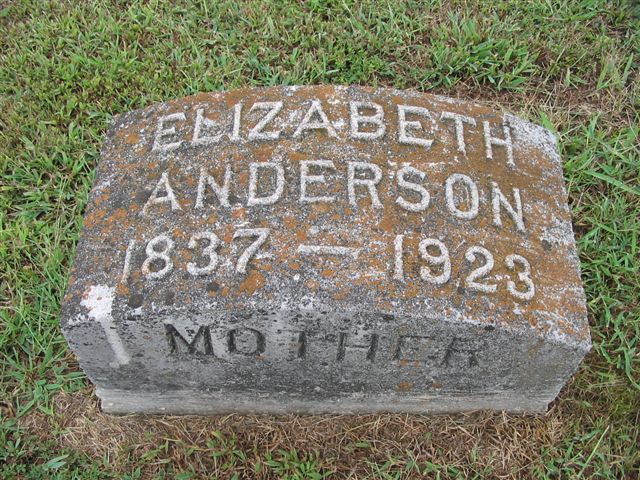 ELIZABETH
ANDERSON
1837 — 1923
MOTHER